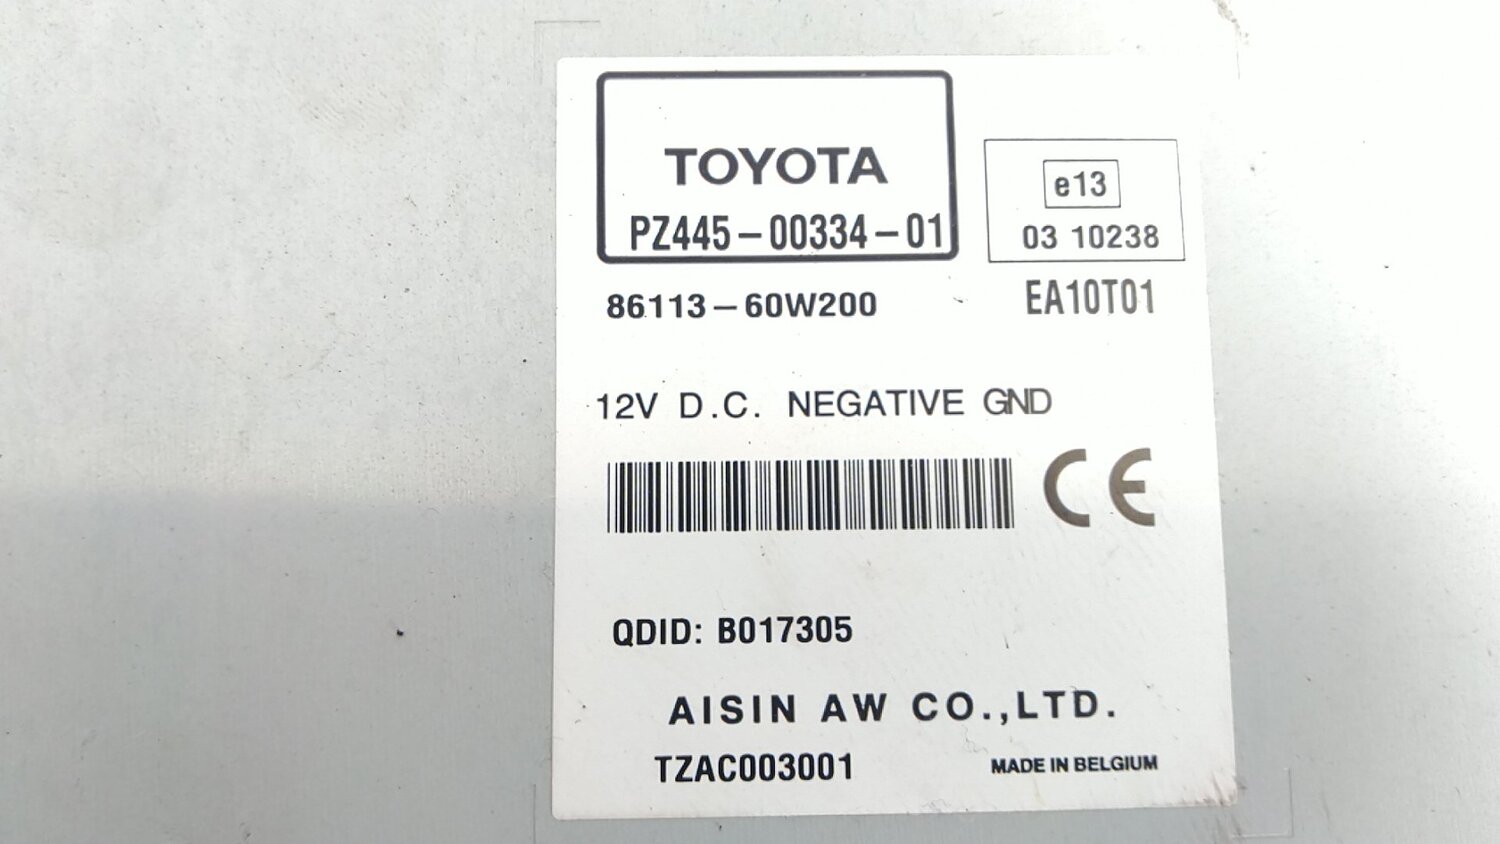 TOYOTA
PZ445-00334-01
e13
03 10238
86113-60W200
EA10T01
12V D.C. NEGATIVE GND
CE
QDID: B017305
AISIN AW CO.,LTD.
TZAC003001
MADE IN BELGIUM